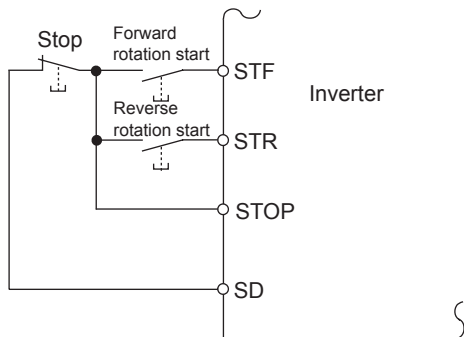 Stop
Forward
rotation start
STF
Inverter
Reverse
rotation start
STR
STOP
SD